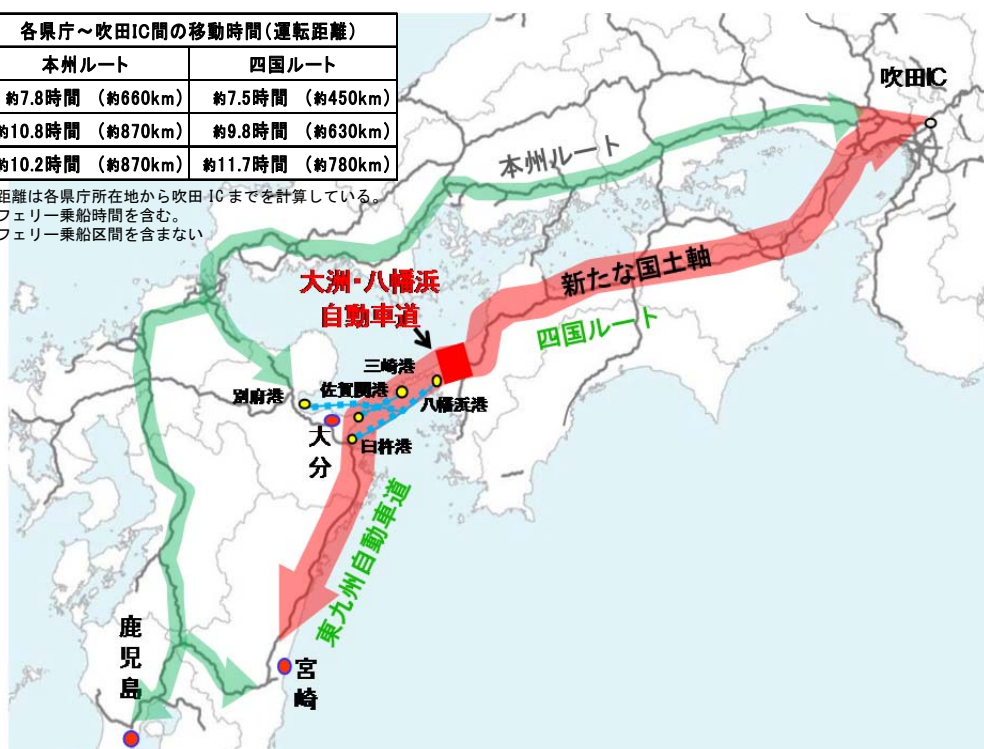 各県庁～吹田IC間の移動時間(運転距離)
本州ルート 四国ルート
約7.8時間 (約660km) 約7.5時間 (約450km)
約10.8時間 (約870km) 約9.8時間 (約630km)
約10.2時間 (約870km) 約11.7時間 (約780km)
距離は各県庁所在地から吹田ICまでを計算している。
フェリー乗船時間を含む。
フェリー乗船区間を含まない
吹田IC
本州ルート
新たな国土軸
大洲・八幡浜
自動車道
四国ルート
三崎港
佐賀関港
別府港
八幡浜港
大分
臼杵港
東九州自動車道
鹿児島
宮崎